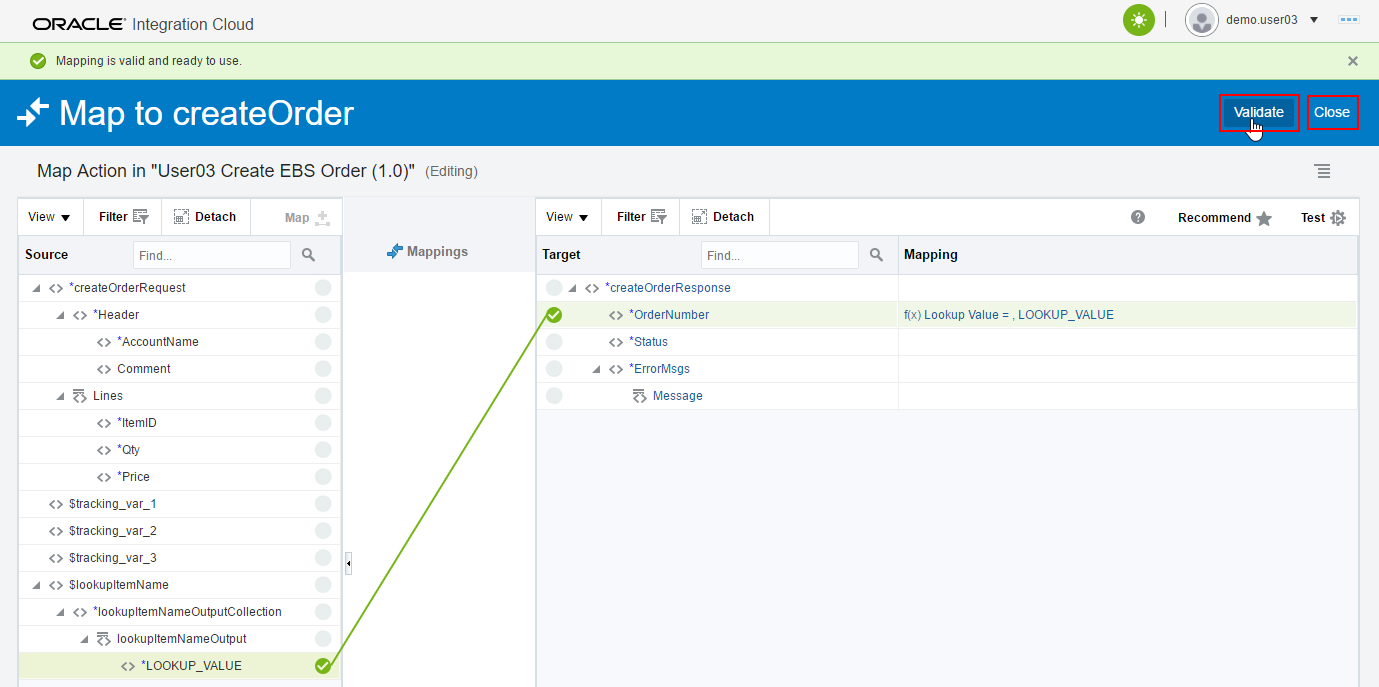 ORACLE® Integration Cloud
demo.user03
Mapping is valid and ready to use.
Map to createOrder
Validate
Close
Map Action in "User03 Create EBS Order (1.0)" (Editing)
View Filter Detach Map
Source Find...
*createOrderRequest
*Header
*AccountName
Comment
Lines
*ItemID
*Qty
*Price
$tracking_var_1
$tracking_var_2
$tracking_var_3
$lookupItemName
*lookupItemNameOutputCollection
lookupItemNameOutput
*LOOKUP_VALUE
Mappings
View Filter Detach ? Recommend Test
Target Find... Mapping
*createOrderResponse
*OrderNumber f(x) Lookup Value = , LOOKUP_VALUE
*Status
*ErrorMsgs
Message